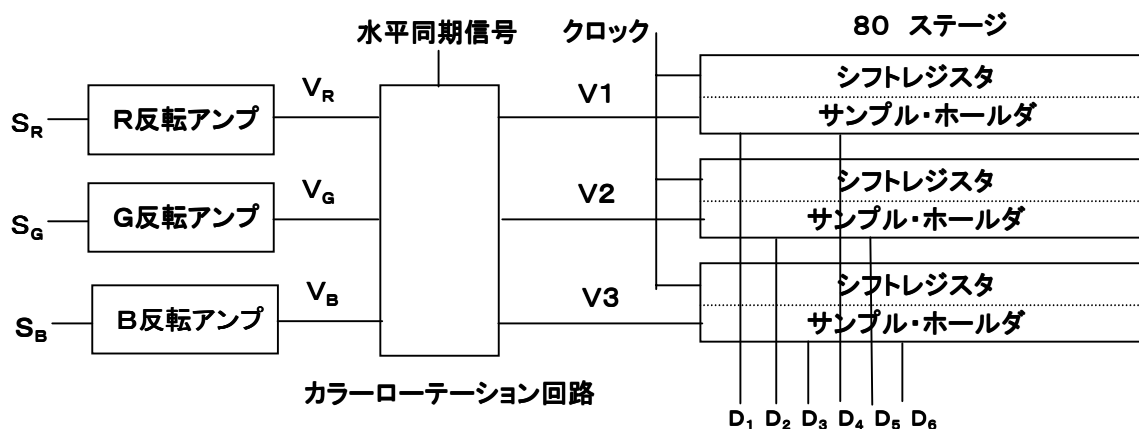 水平同期信号
クロック
80 ステージ
シフトレジスタ
サンプル・ホールダ
V1
VR
SR
R反転アンプ
シフトレジスタ
サンプル・ホールダ
V2
VG
SG
G反転アンプ
シフトレジスタ
サンプル・ホールダ
V3
VB
SB
B反転アンプ
カラーローテーション回路
D1 D2 D3 D4 D5 D6